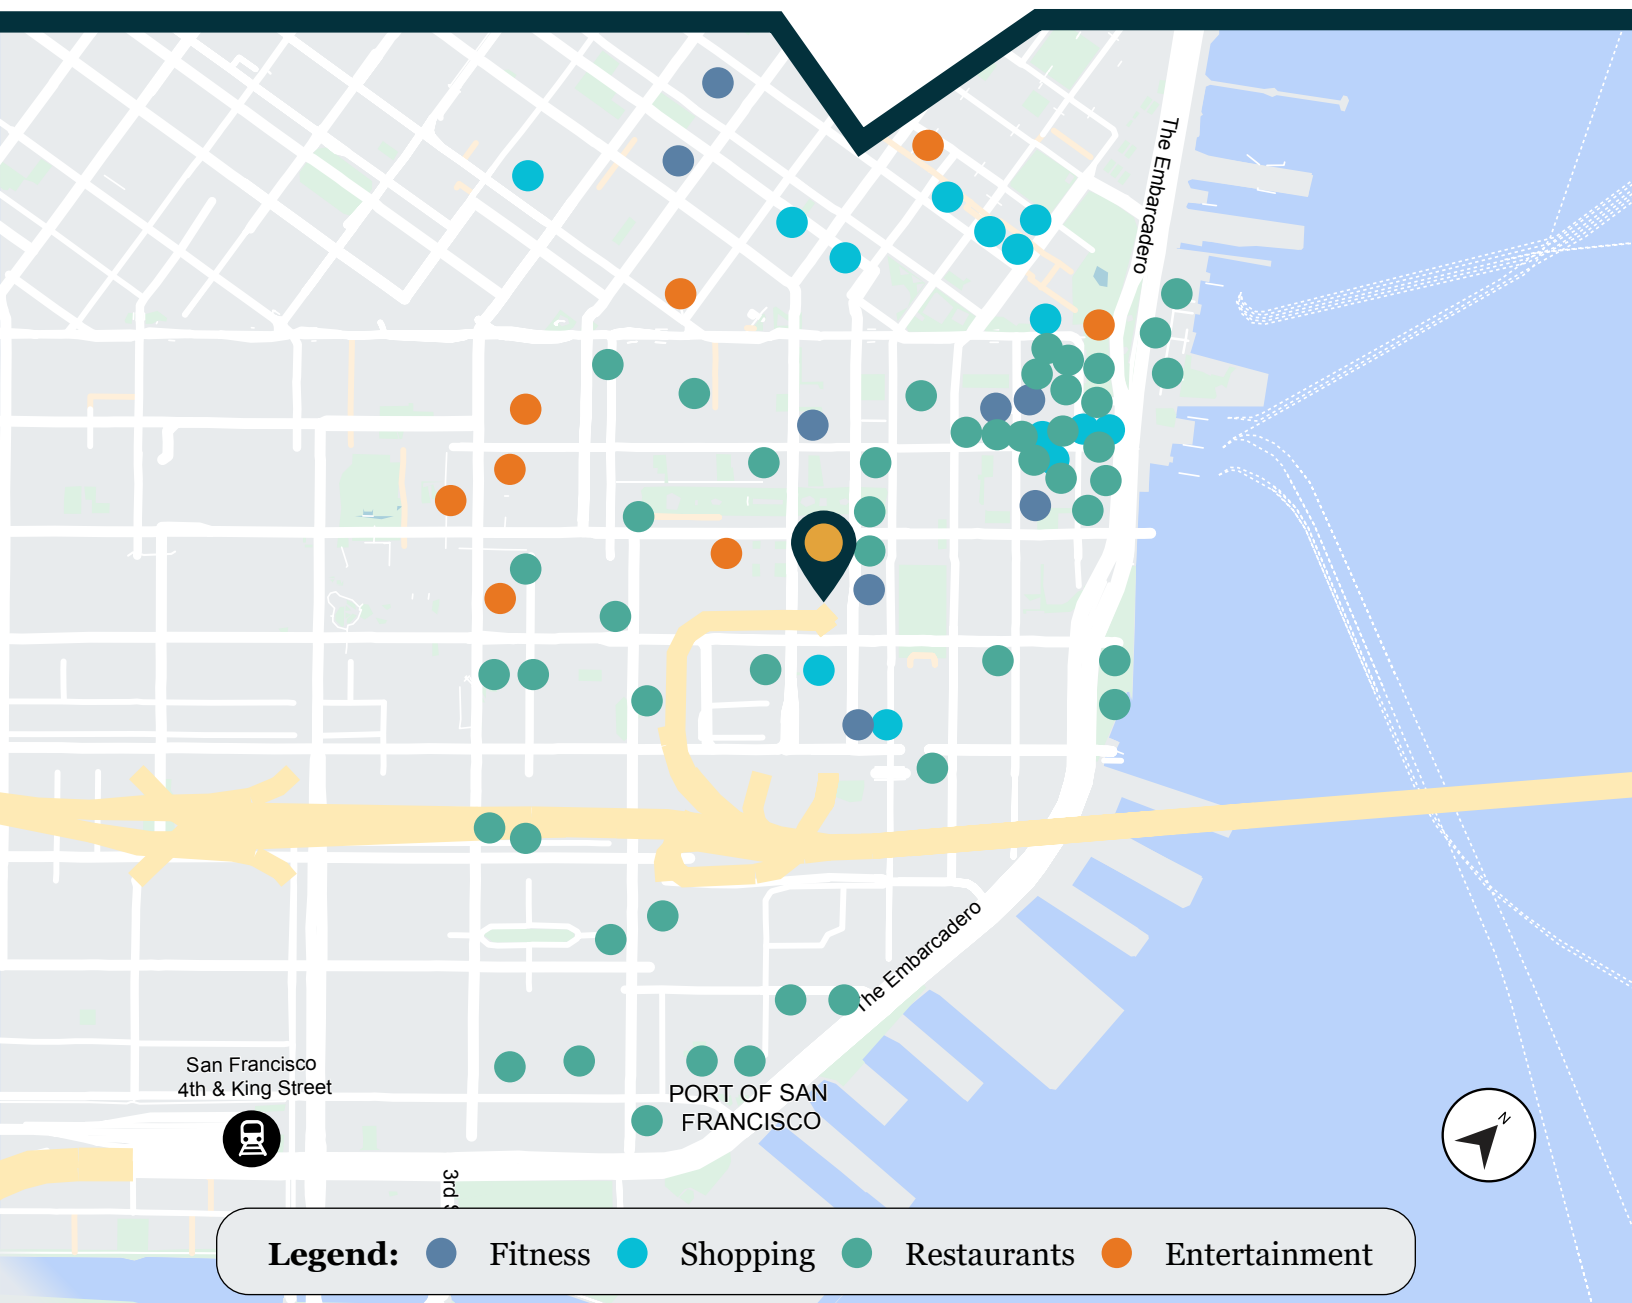 The Embarcadero
The Embarcadero
San Francisco
4th & King Street
PORT OF SAN
FRANCISCO
N
3rd
Legend: Fitness Shopping Restaurants Entertainment